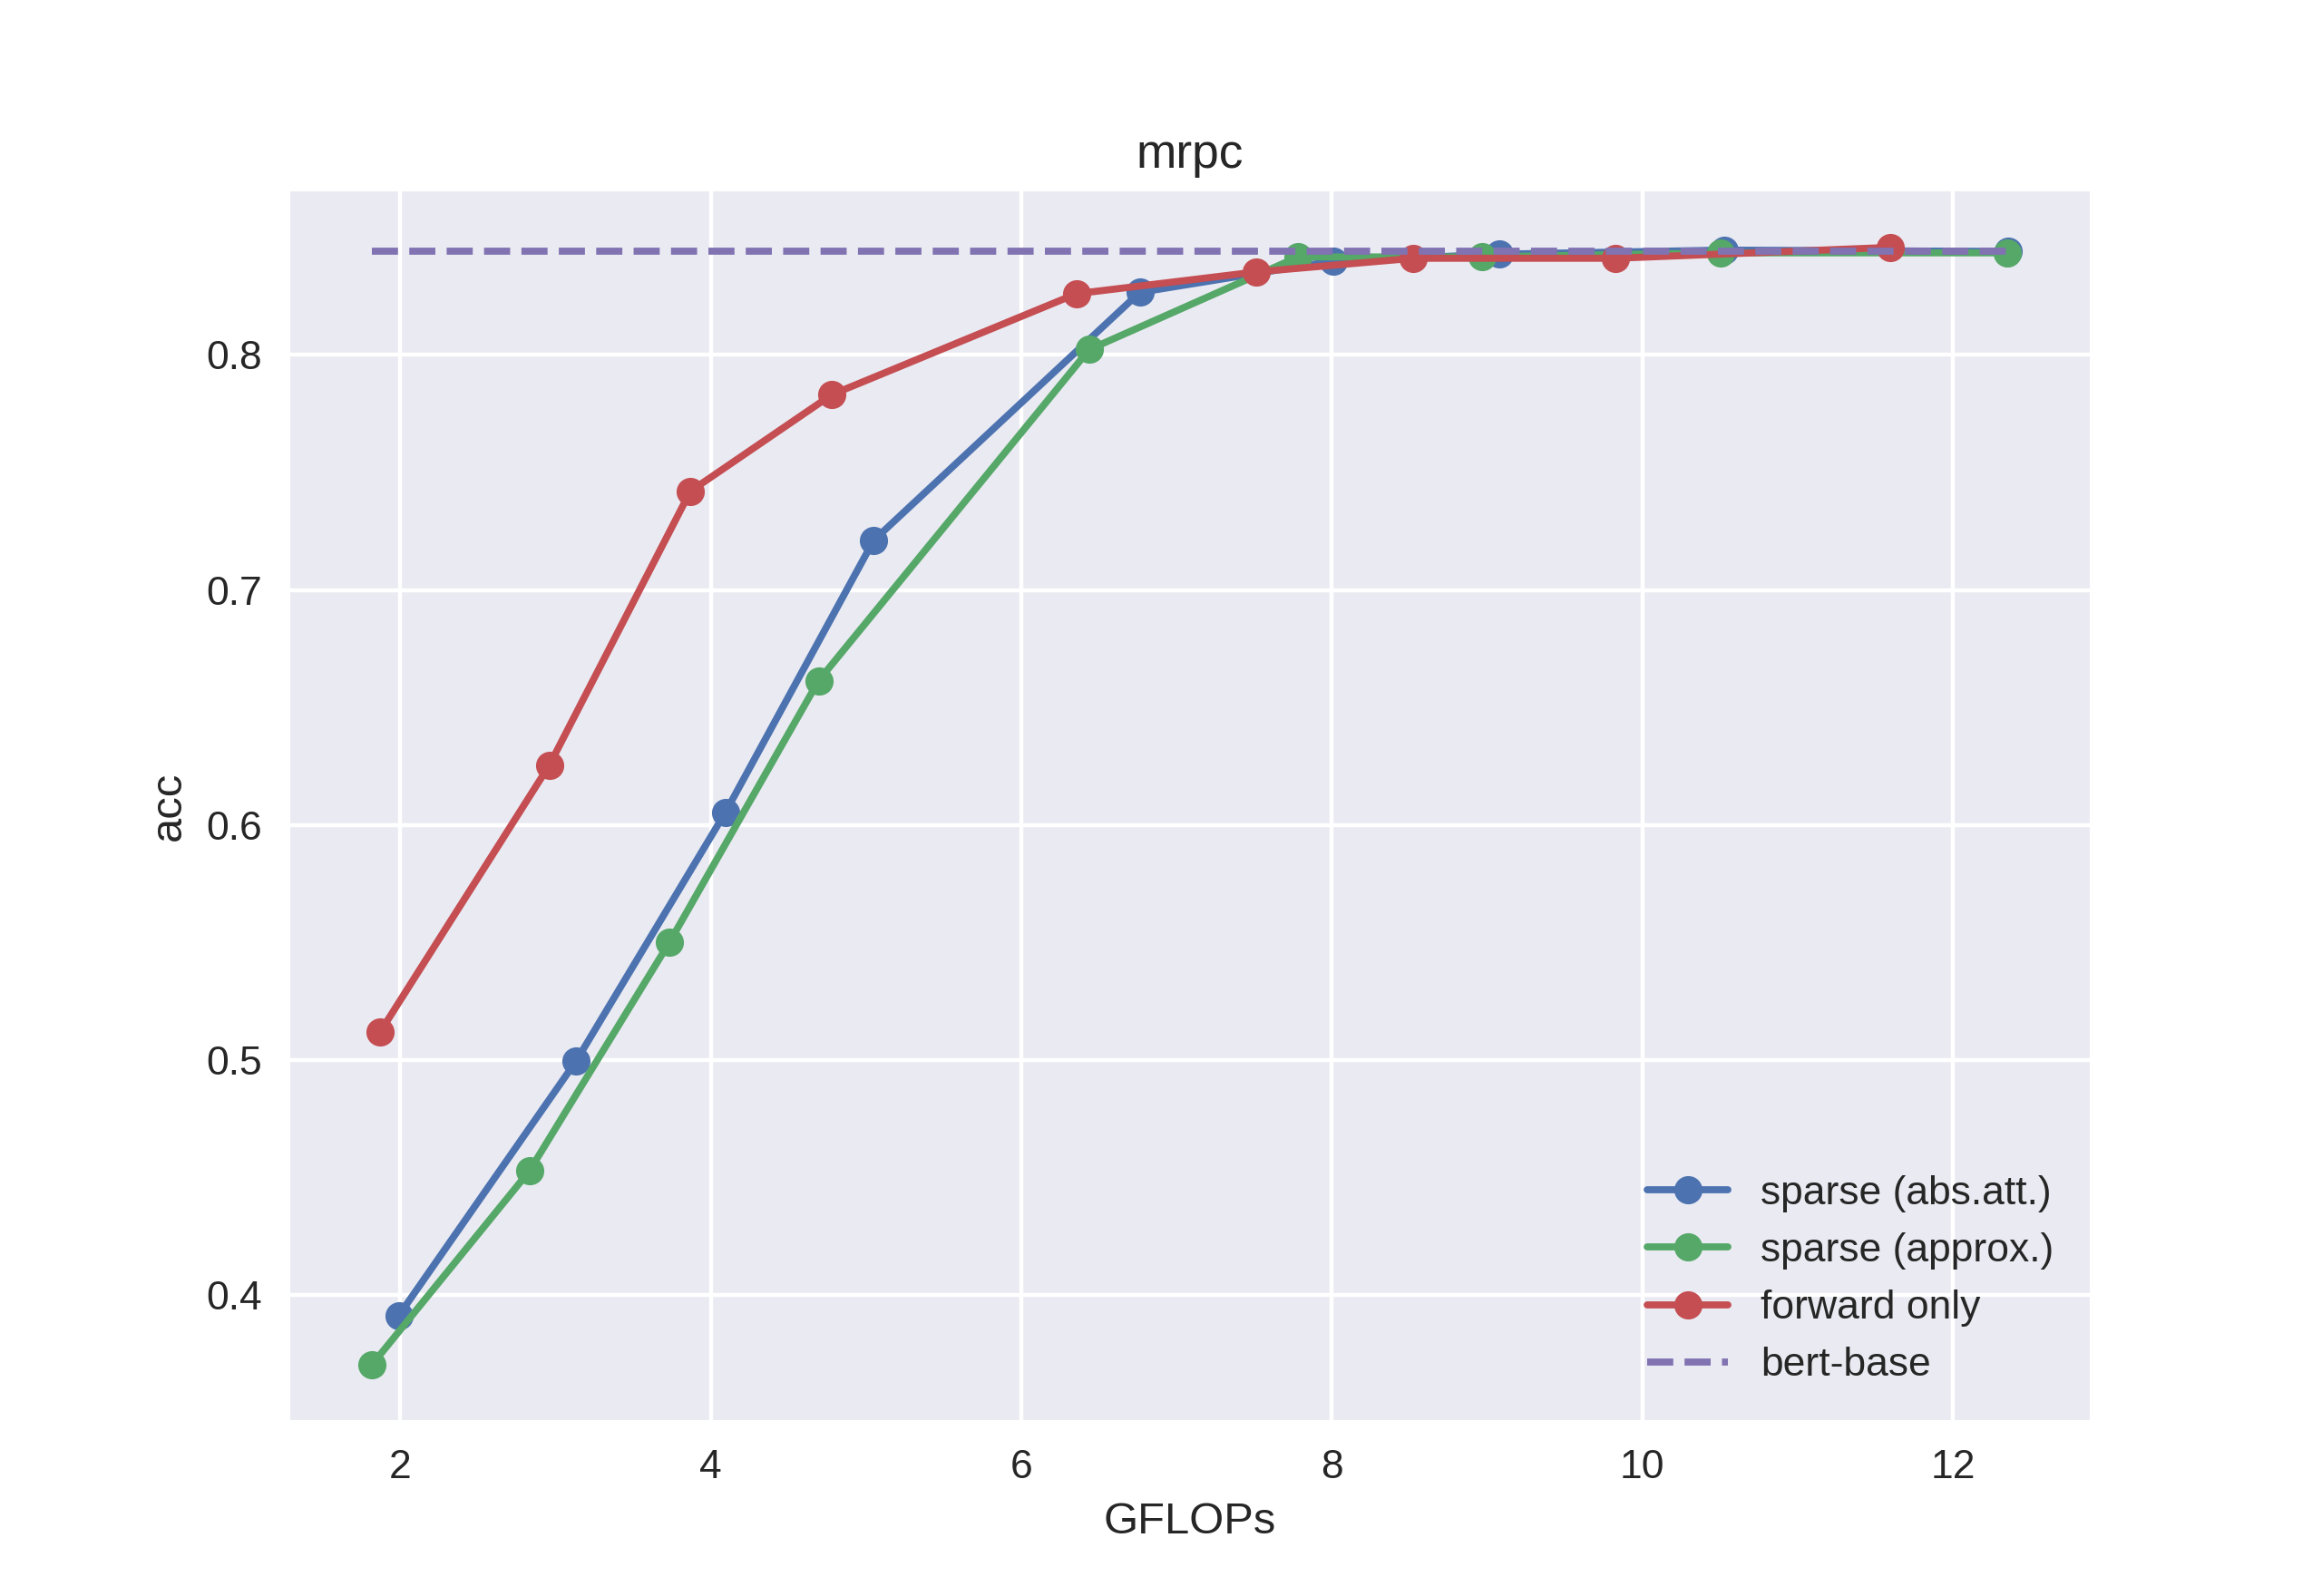 mrpc
0.8
0.7
0.6
0.5
0.4
acc
sparse (abs.att.)
sparse (approx.)
forward only
bert-base
2 4 6 8 10 12
GFLOPs